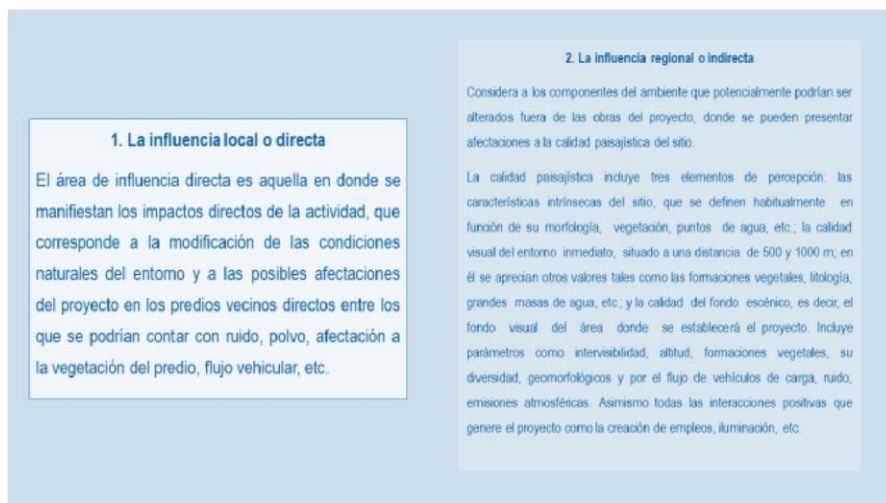 1. La influencia local o directa
El área de influencia directa es aquella en donde se
manifiestan los impactos directos de la actividad, que
corresponde a la modificación de las condiciones
naturales del entorno y a las posibles afectaciones
del proyecto en los predios vecinos directos entre los
que se podrían contar con ruido, polvo, afectación a
la vegetación del predio, flujo vehicular, etc.
2. La influencia regional o indirecta
Considera a los componentes del ambiente que potencialmente podrían ser
alterados fuera de las obras del proyecto, donde se pueden presentar
afectaciones a la calidad paisajística del sitio.
La calidad paisajística incluye tres elementos de percepción: las
características intrínsecas del sitio, que se definen habitualmente en
función de su morfología, vegetación, puntos de agua, etc.; la calidad
visual del entorno inmediato, situado a una distancia de 500 y 1000 m; en
él se aprecian otros valores tales como las formaciones vegetales, litología,
grandes masas de agua, etc.; y la calidad del fondo escénico, es decir, el
fondo visual del área donde se establecerá el proyecto. Incluye
parámetros como intervisibilidad, altitud, formaciones vegetales, su
diversidad, geomorfológicos y por el flujo de vehículos de carga, ruido,
emisiones atmosféricas. Asimismo todas las interacciones positivas que
genere el proyecto como la creación de empleos, iluminación, etc.